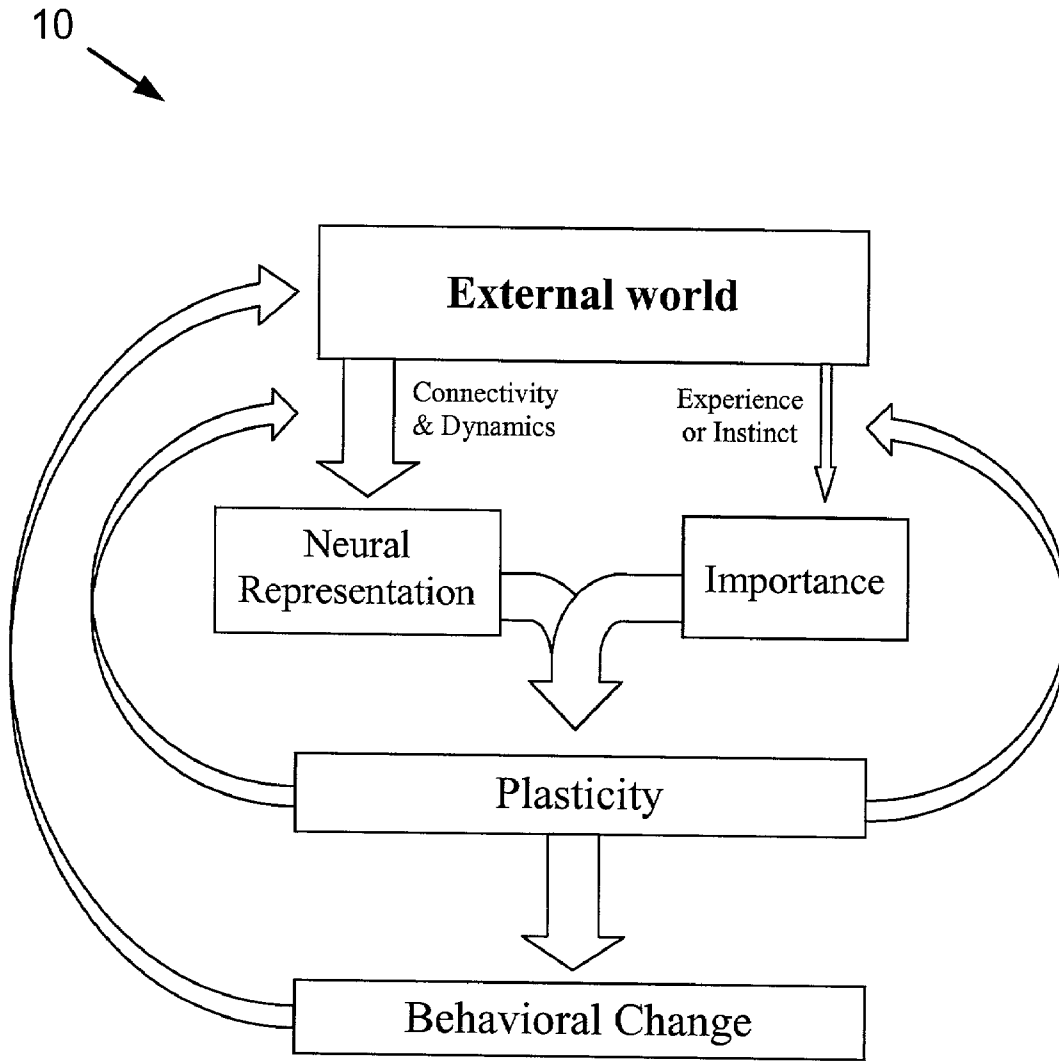 10
External world
Connectivity
& Dynamics
Experience
or Instinct
Neural
Representation
Importance
Plasticity
Behavioral Change